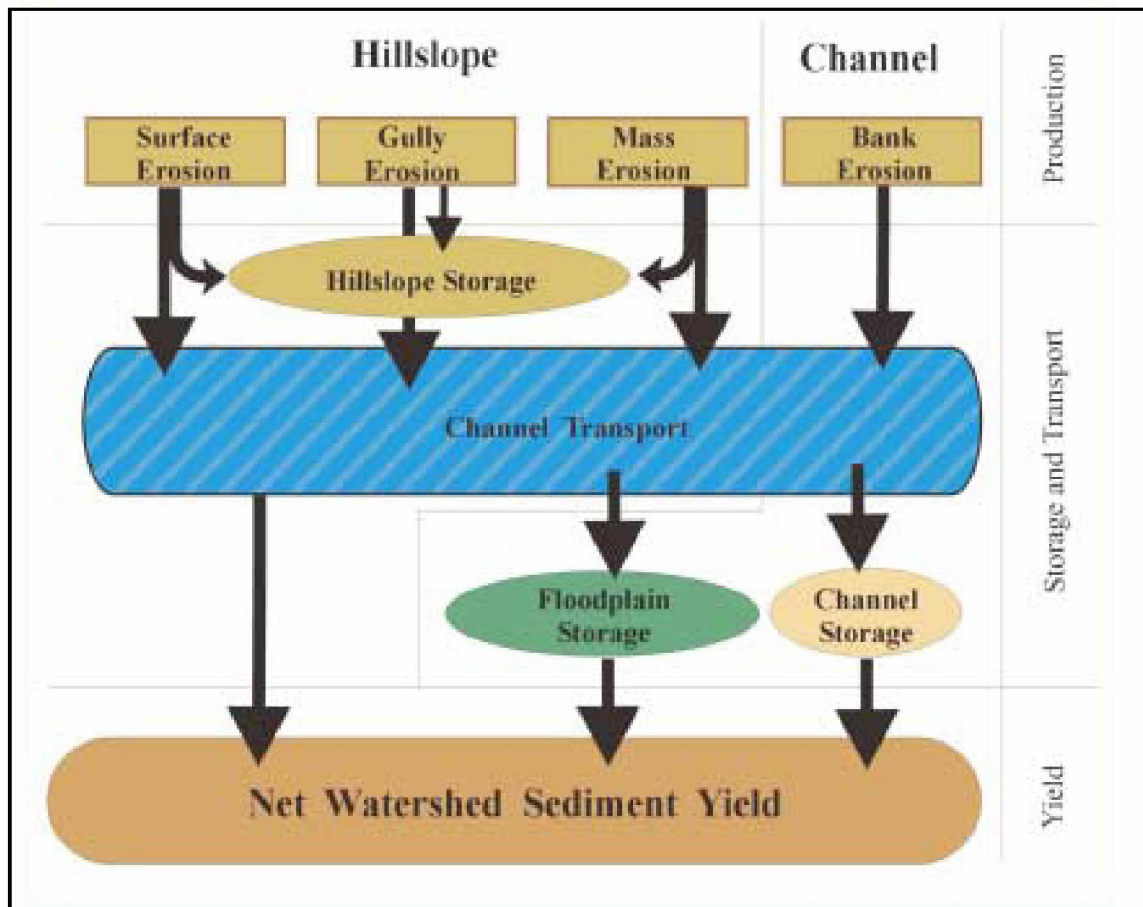 Hillslope
Channel
Production
Surface
Erosion
Gully
Erosion
Mass
Erosion
Bank
Erosion
Hillslope Storage
Channel Transport
Storage and Transport
Floodplain
Storage
Channel
Storage
Net Watershed Sediment Yield
Yield